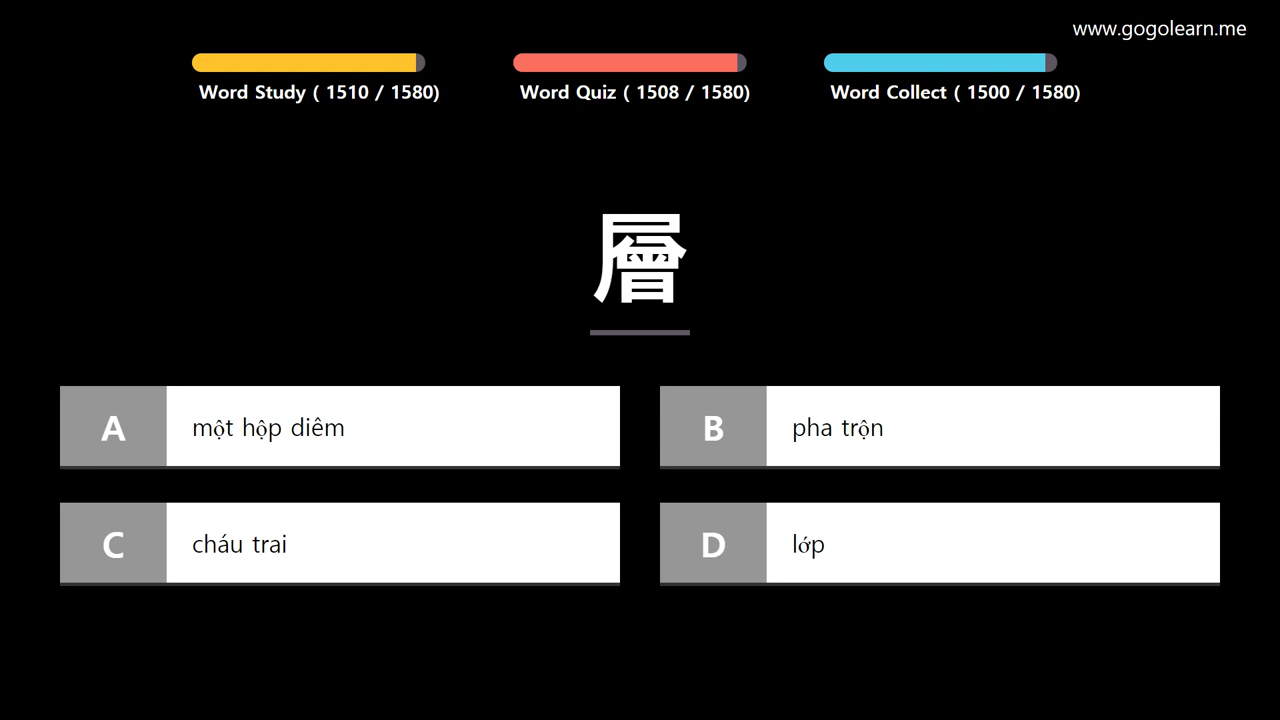 www.gogolearn.me
Word Study ( 1510 / 1580)
Word Quiz ( 1508 / 1580)
Word Collect ( 1500 / 1580)
層
A một hộp diêm
B pha trộn
C cháu trai
D lớp